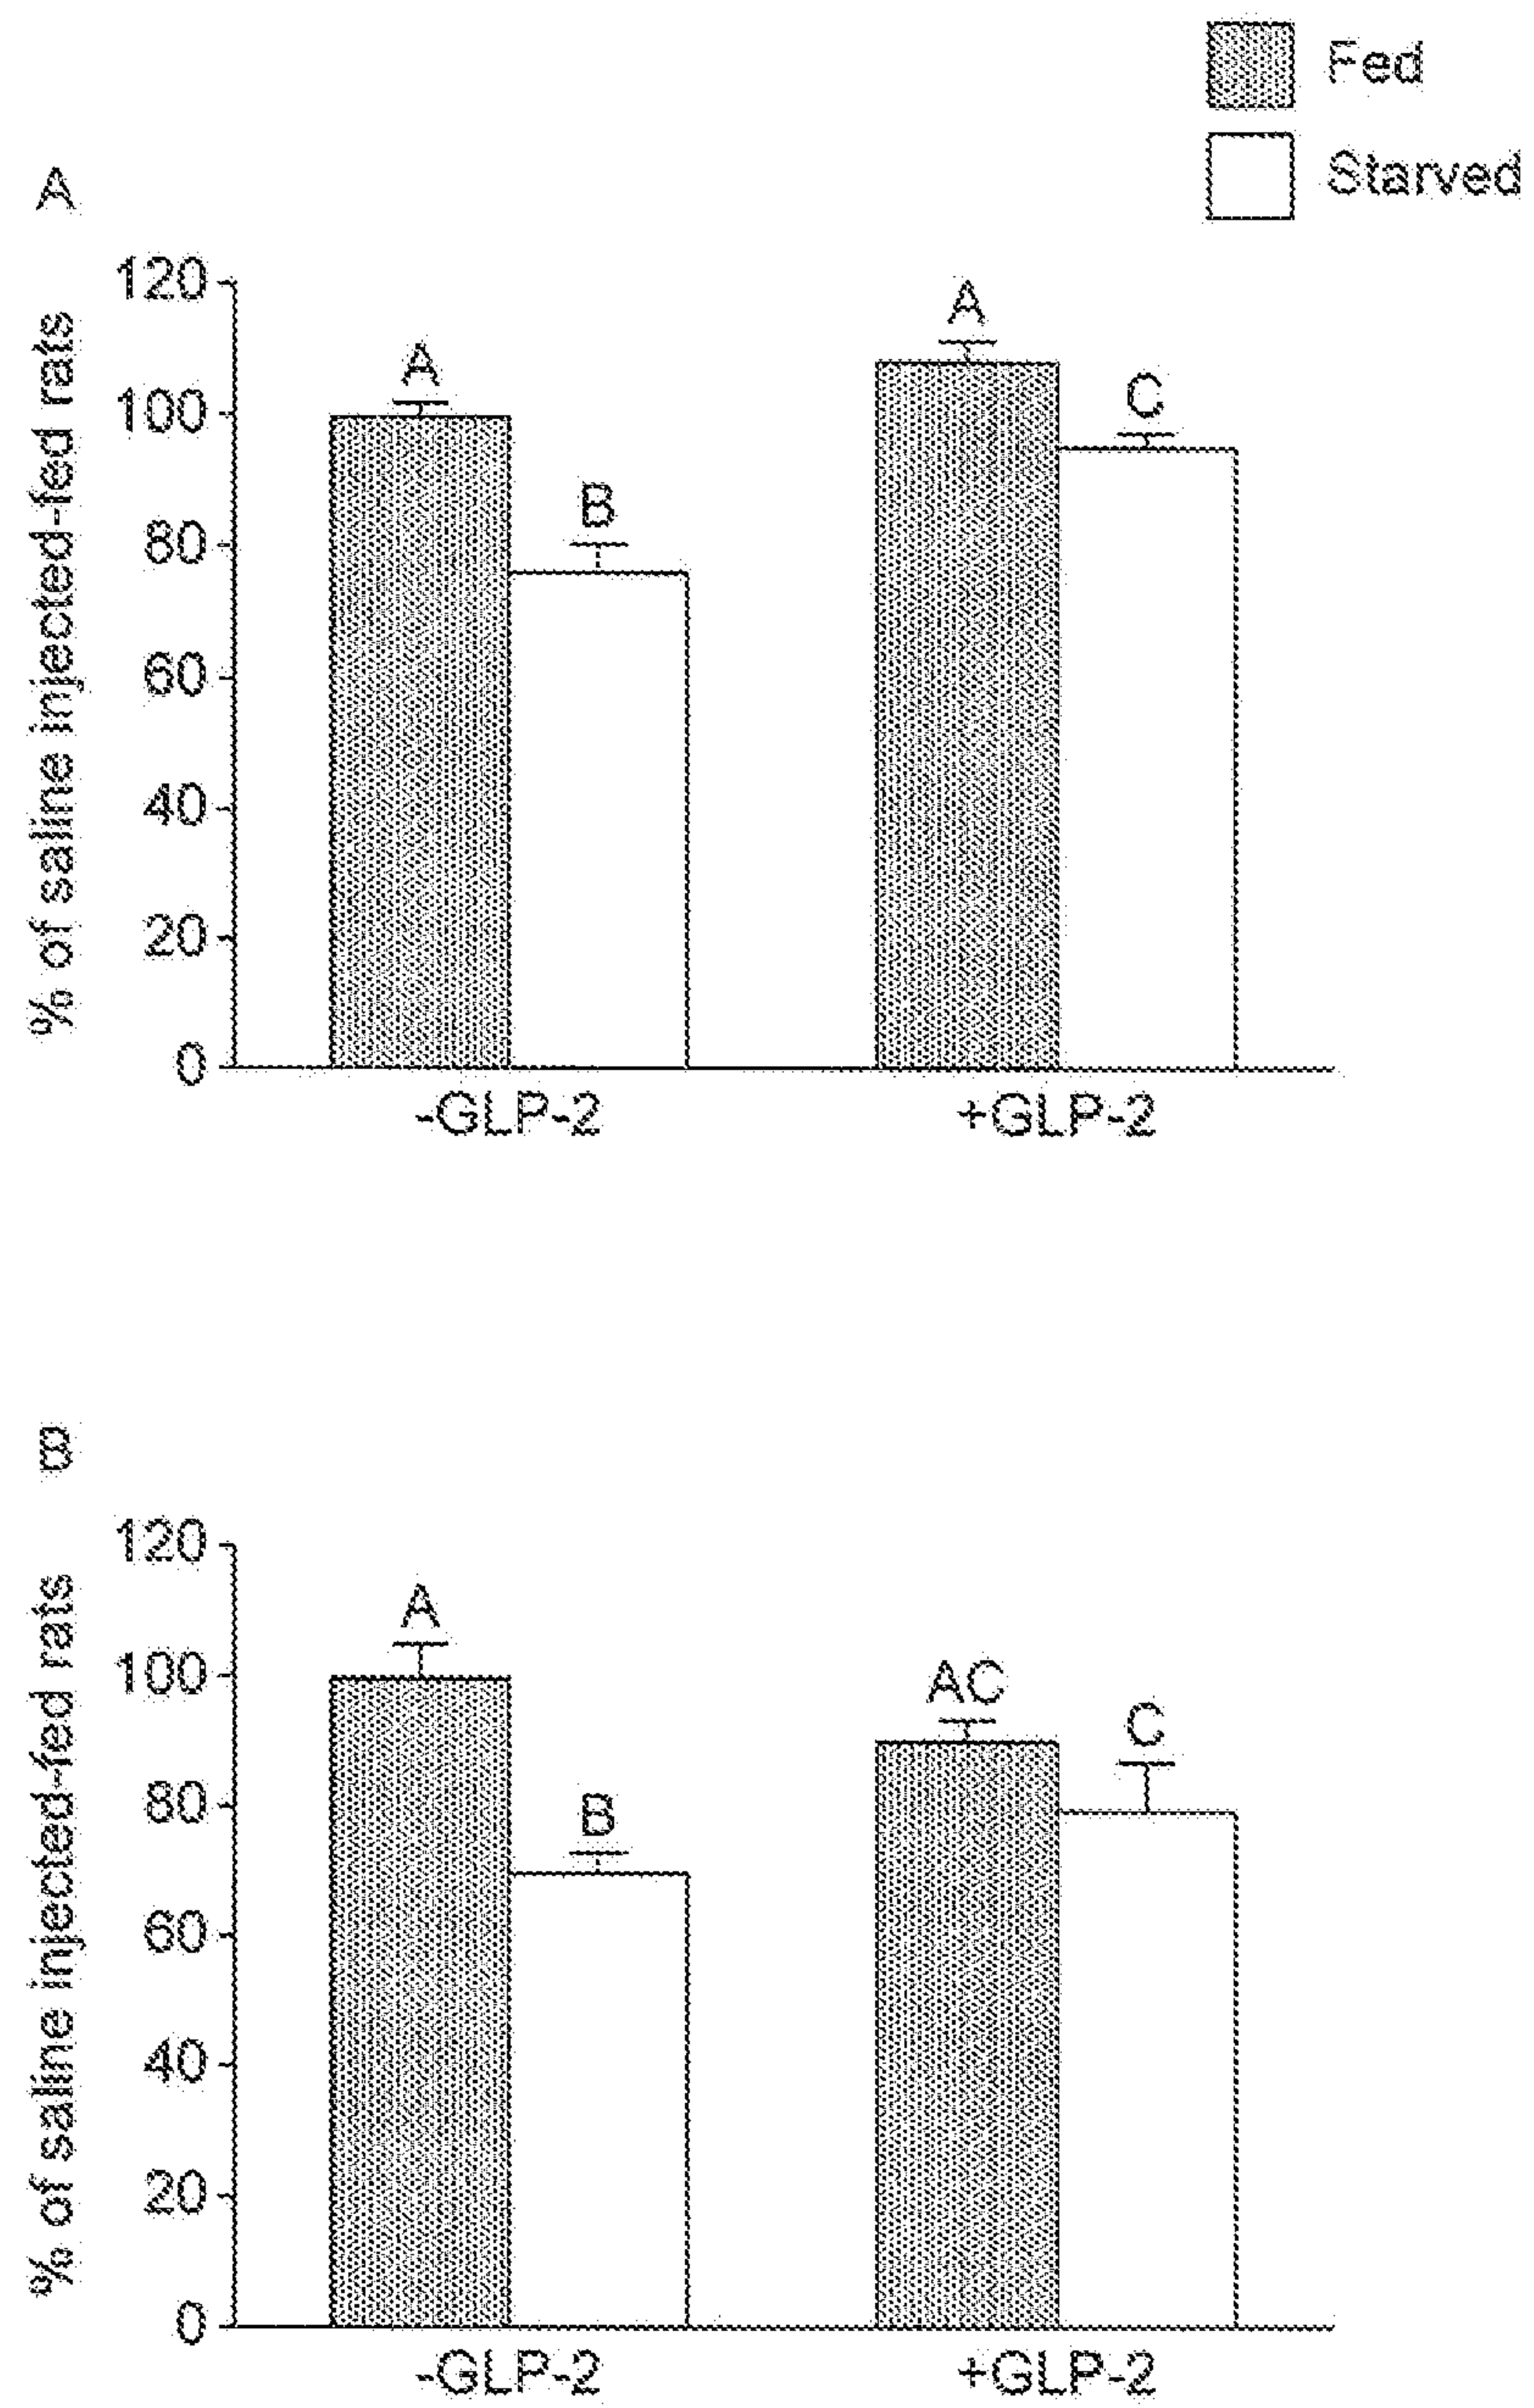 Fed
Starved
A
% of saline injected-fed rats
120
100
80
60
40
20
0
A
B
A
C
-GLP-2
+GLP-2
B
% of saline injected-fed rats
120
100
80
60
40
20
0
A
B
AC
C
-GLP-2
+GLP-2